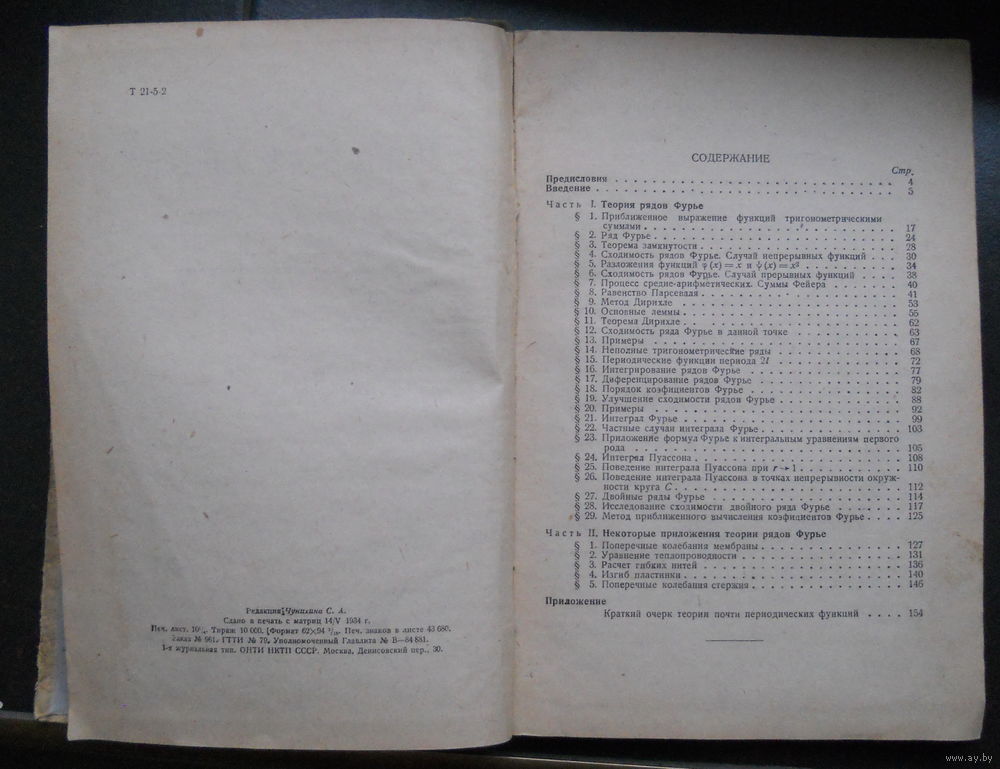 Т 21-5-2
Редакция Чунихина С. А.
Сдано в печать с матриц 14/V 1934 г.
Печ. лист. 10¼. Тираж 10 000. Формат 62×94 1/16. Печ. знаков в листе 43 680.
Заказ № 961. ГТТИ № 79. Уполномоченный Главлита № В—84 881.
1-я журнальная тип. ОНТИ НКТП СССР. Москва, Денисовский пер., 30.
СОДЕРЖАНИЕ
Стр.
Предисловия . . . . . 4
Введение . . . . . 5
Часть I. Теория рядов Фурье
§ 1. Приближенное выражение функций тригонометрическими
суммами . . . . . 17
§ 2. Ряд Фурье . . . . . 24
§ 3. Теорема замкнутости . . . . . 28
§ 4. Сходимость рядов Фурье. Случай непрерывных функций . . . 30
§ 5. Разложения функций φ(x) = x и ψ(x) = x² . . . . . 34
§ 6. Сходимость рядов Фурье. Случай прерывных функций . . . . 38
§ 7. Процесс средне-арифметических. Суммы Фейера . . . . . 40
§ 8. Равенство Парсеваля . . . . . 41
§ 9. Метод Дирихле . . . . . 53
§ 10. Основные леммы . . . . . 55
§ 11. Теорема Дирихле . . . . . 62
§ 12. Сходимость ряда Фурье в данной точке . . . . . 63
§ 13. Примеры . . . . . 67
§ 14. Неполные тригонометрические ряды . . . . . 68
§ 15. Периодические функции периода 2l . . . . . 72
§ 16. Интегрирование рядов Фурье . . . . . 77
§ 17. Диференцирование рядов Фурье . . . . . 79
§ 18. Порядок коэфициентов Фурье . . . . . 82
§ 19. Улучшение сходимости рядов Фурье . . . . . 88
§ 20. Примеры . . . . . 92
§ 21. Интеграл Фурье . . . . . 99
§ 22. Частные случаи интеграла Фурье . . . . . 103
§ 23. Приложение формул Фурье к интегральным уравнениям первого
рода . . . . . 105
§ 24. Интеграл Пуассона . . . . . 108
§ 25. Поведение интеграла Пуассона при r→1 . . . . . 110
§ 26. Поведение интеграла Пуассона в точках непрерывности окруж-
ности круга C . . . . . 112
§ 27. Двойные ряды Фурье . . . . . 114
§ 28. Исследование сходимости двойного ряда Фурье . . . . . 117
§ 29. Метод приближенного вычисления коэфициентов Фурье . . . . 125
Часть II. Некоторые приложения теории рядов Фурье
§ 1. Поперечные колебания мембраны . . . . . 127
§ 2. Уравнение теплопроводности . . . . . 131
§ 3. Расчет гибких нитей . . . . . 136
§ 4. Изгиб пластинки . . . . . 140
§ 5. Поперечные колебания стержня . . . . . 146
Приложение
Краткий очерк теории почти периодических функций . . . . 154
www.ay.by